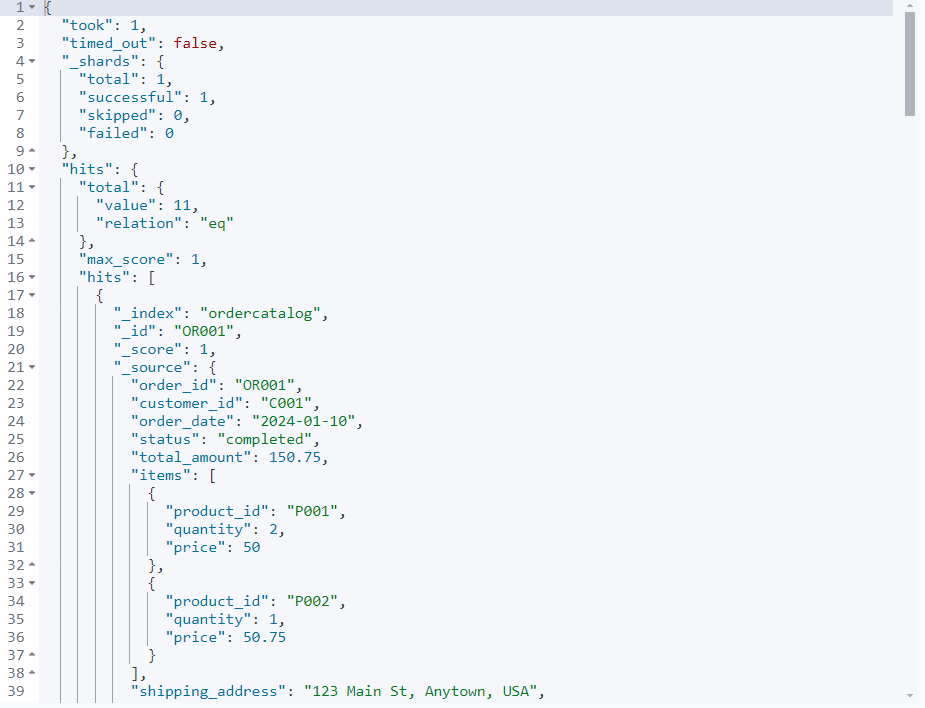 1 {
2 "took": 1,
3 "timed_out": false,
4 "_shards": {
5 "total": 1,
6 "successful": 1,
7 "skipped": 0,
8 "failed": 0
9 },
10 "hits": {
11 "total": {
12 "value": 11,
13 "relation": "eq"
14 },
15 "max_score": 1,
16 "hits": [
17 {
18 "_index": "ordercatalog",
19 "_id": "OR001",
20 "_score": 1,
21 "_source": {
22 "order_id": "OR001",
23 "customer_id": "C001",
24 "order_date": "2024-01-10",
25 "status": "completed",
26 "total_amount": 150.75,
27 "items": [
28 {
29 "product_id": "P001",
30 "quantity": 2,
31 "price": 50
32 },
33 {
34 "product_id": "P002",
35 "quantity": 1,
36 "price": 50.75
37 }
38 ],
39 "shipping_address": "123 Main St, Anytown, USA",